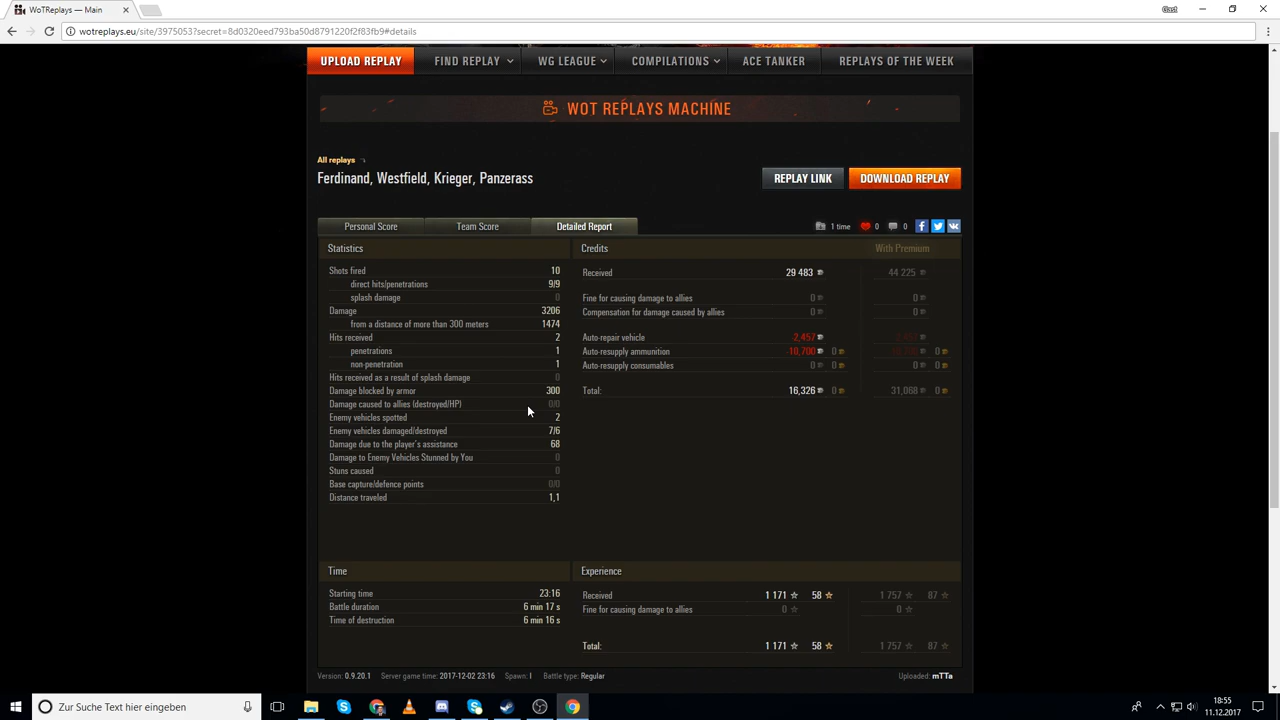 WoTReplays — Main
Gast
wotreplays.eu/site/3975053?secret=8d0320eed793ba50d8791220f2f83fb9#details
UPLOAD REPLAY FIND REPLAY WG LEAGUE COMPILATIONS ACE TANKER REPLAYS OF THE WEEK
WOT REPLAYS MACHINE
All replays
Ferdinand, Westfield, Krieger, Panzerass
REPLAY LINK DOWNLOAD REPLAY
Personal Score Team Score Detailed Report 1 time 0 0
Statistics Credits With Premium
Shots fired 10 Received 29 483 44 225
direct hits/penetrations 9/9
splash damage 0 Fine for causing damage to allies 0 0
Damage 3206 Compensation for damage caused by allies 0 0
from a distance of more than 300 meters 1474
Hits received 2 Auto-repair vehicle -2,457 -2,457
penetrations 1 Auto-resupply ammunition -10,700 0 -10,700 0
non-penetration 1 Auto-resupply consumables 0 0 0 0
Hits received as a result of splash damage 0
Damage blocked by armor 300 Total: 16,326 0 31,068 0
Damage caused to allies (destroyed/HP) 0/0
Enemy vehicles spotted 2
Enemy vehicles damaged/destroyed 7/6
Damage due to the player's assistance 68
Damage to Enemy Vehicles Stunned by You 0
Stuns caused 0
Base capture/defence points 0/0
Distance traveled 1,1
Time Experience
Starting time 23:16 Received 1 171 58 1 757 87
Battle duration 6 min 17 s Fine for causing damage to allies 0 0
Time of destruction 6 min 16 s
Total: 1 171 58 1 757 87
Version: 0.9.20.1 Server game time: 2017-12-02 23:16 Spawn: I Battle type: Regular Uploaded: mTTa
Zur Suche Text hier eingeben
18:55
11.12.2017